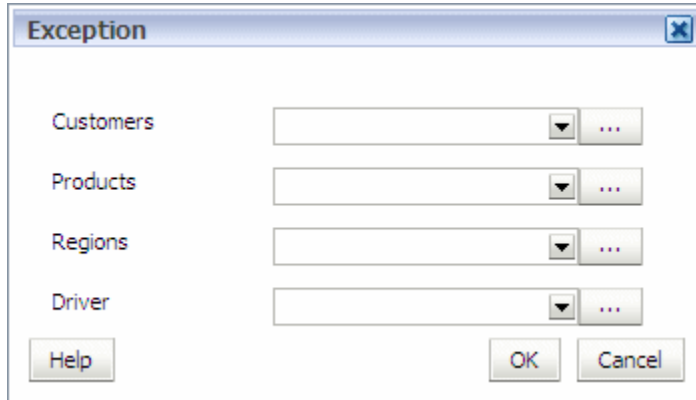 Exception
Customers ...
Products ...
Regions ...
Driver ...
Help OK Cancel